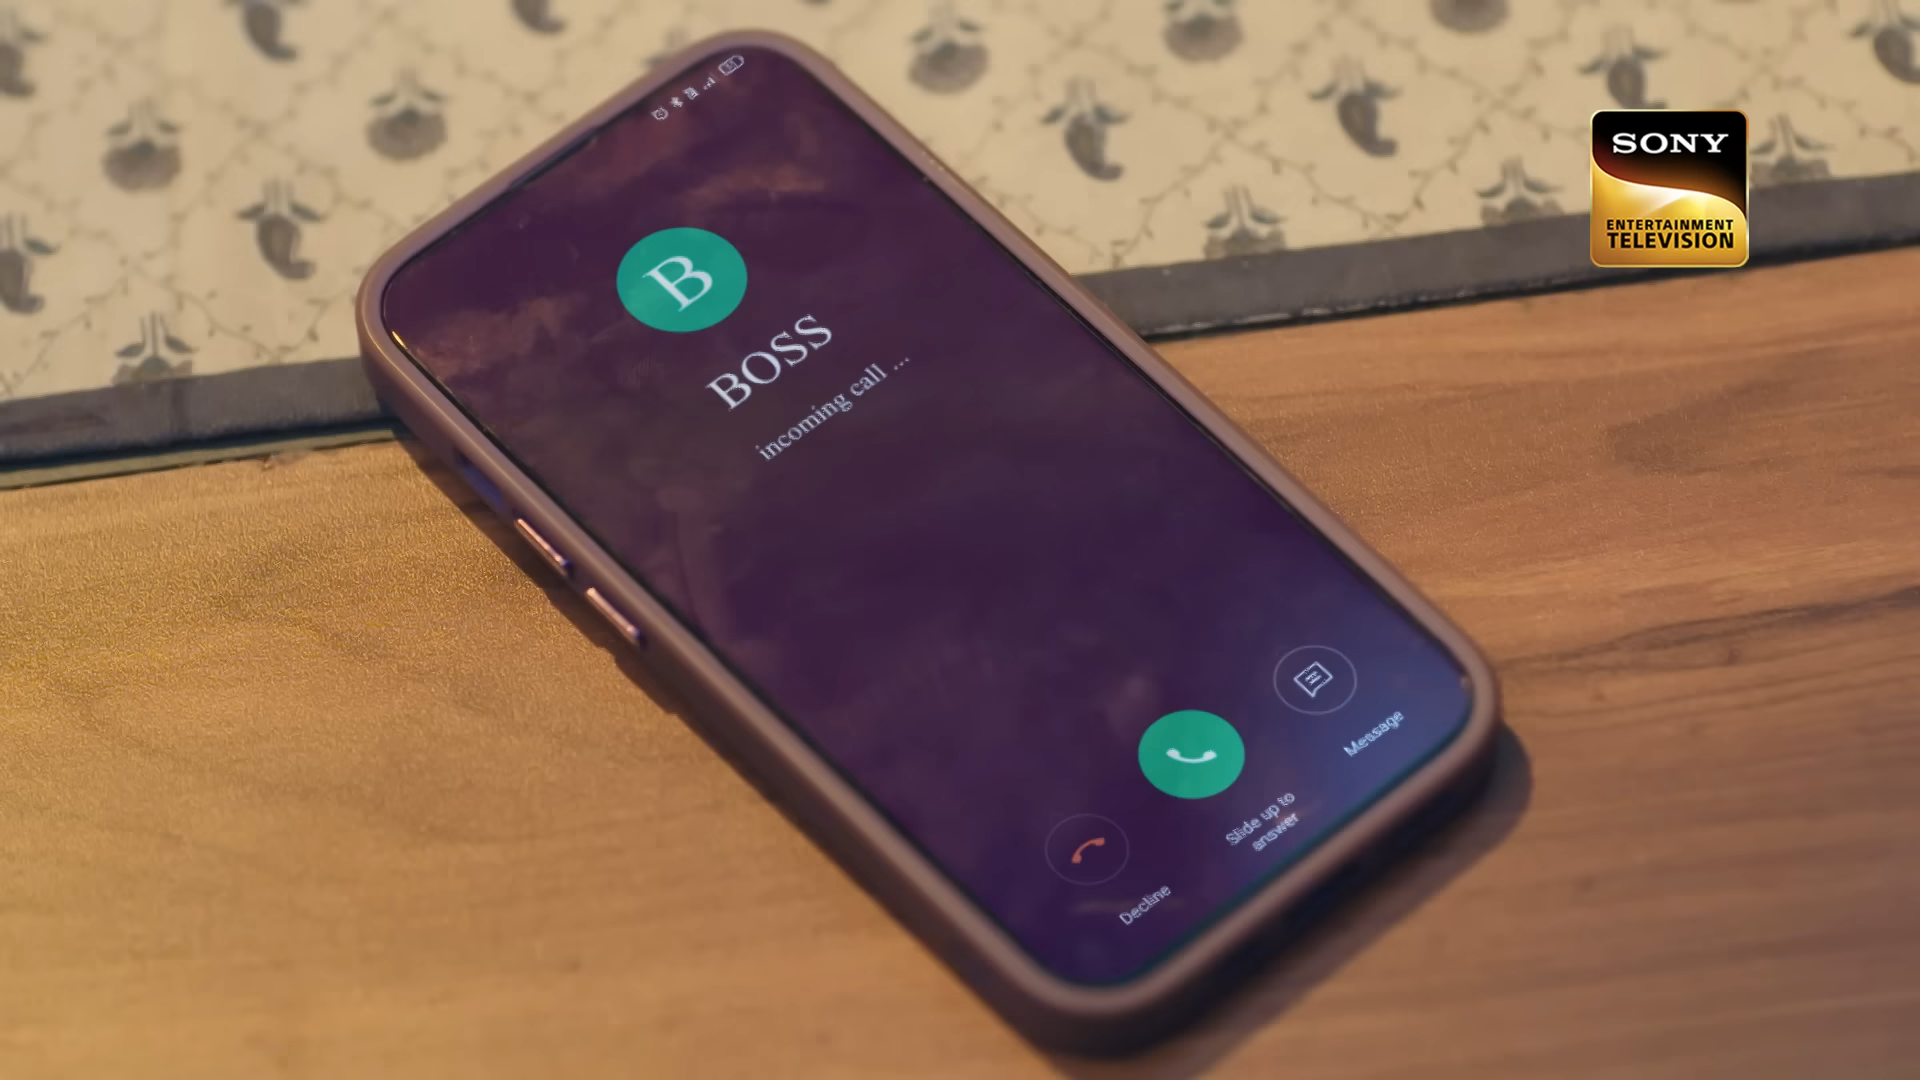 SONY
ENTERTAINMENT
TELEVISION
B
BOSS
incoming call ...
Message
Slide up to
answer
Decline